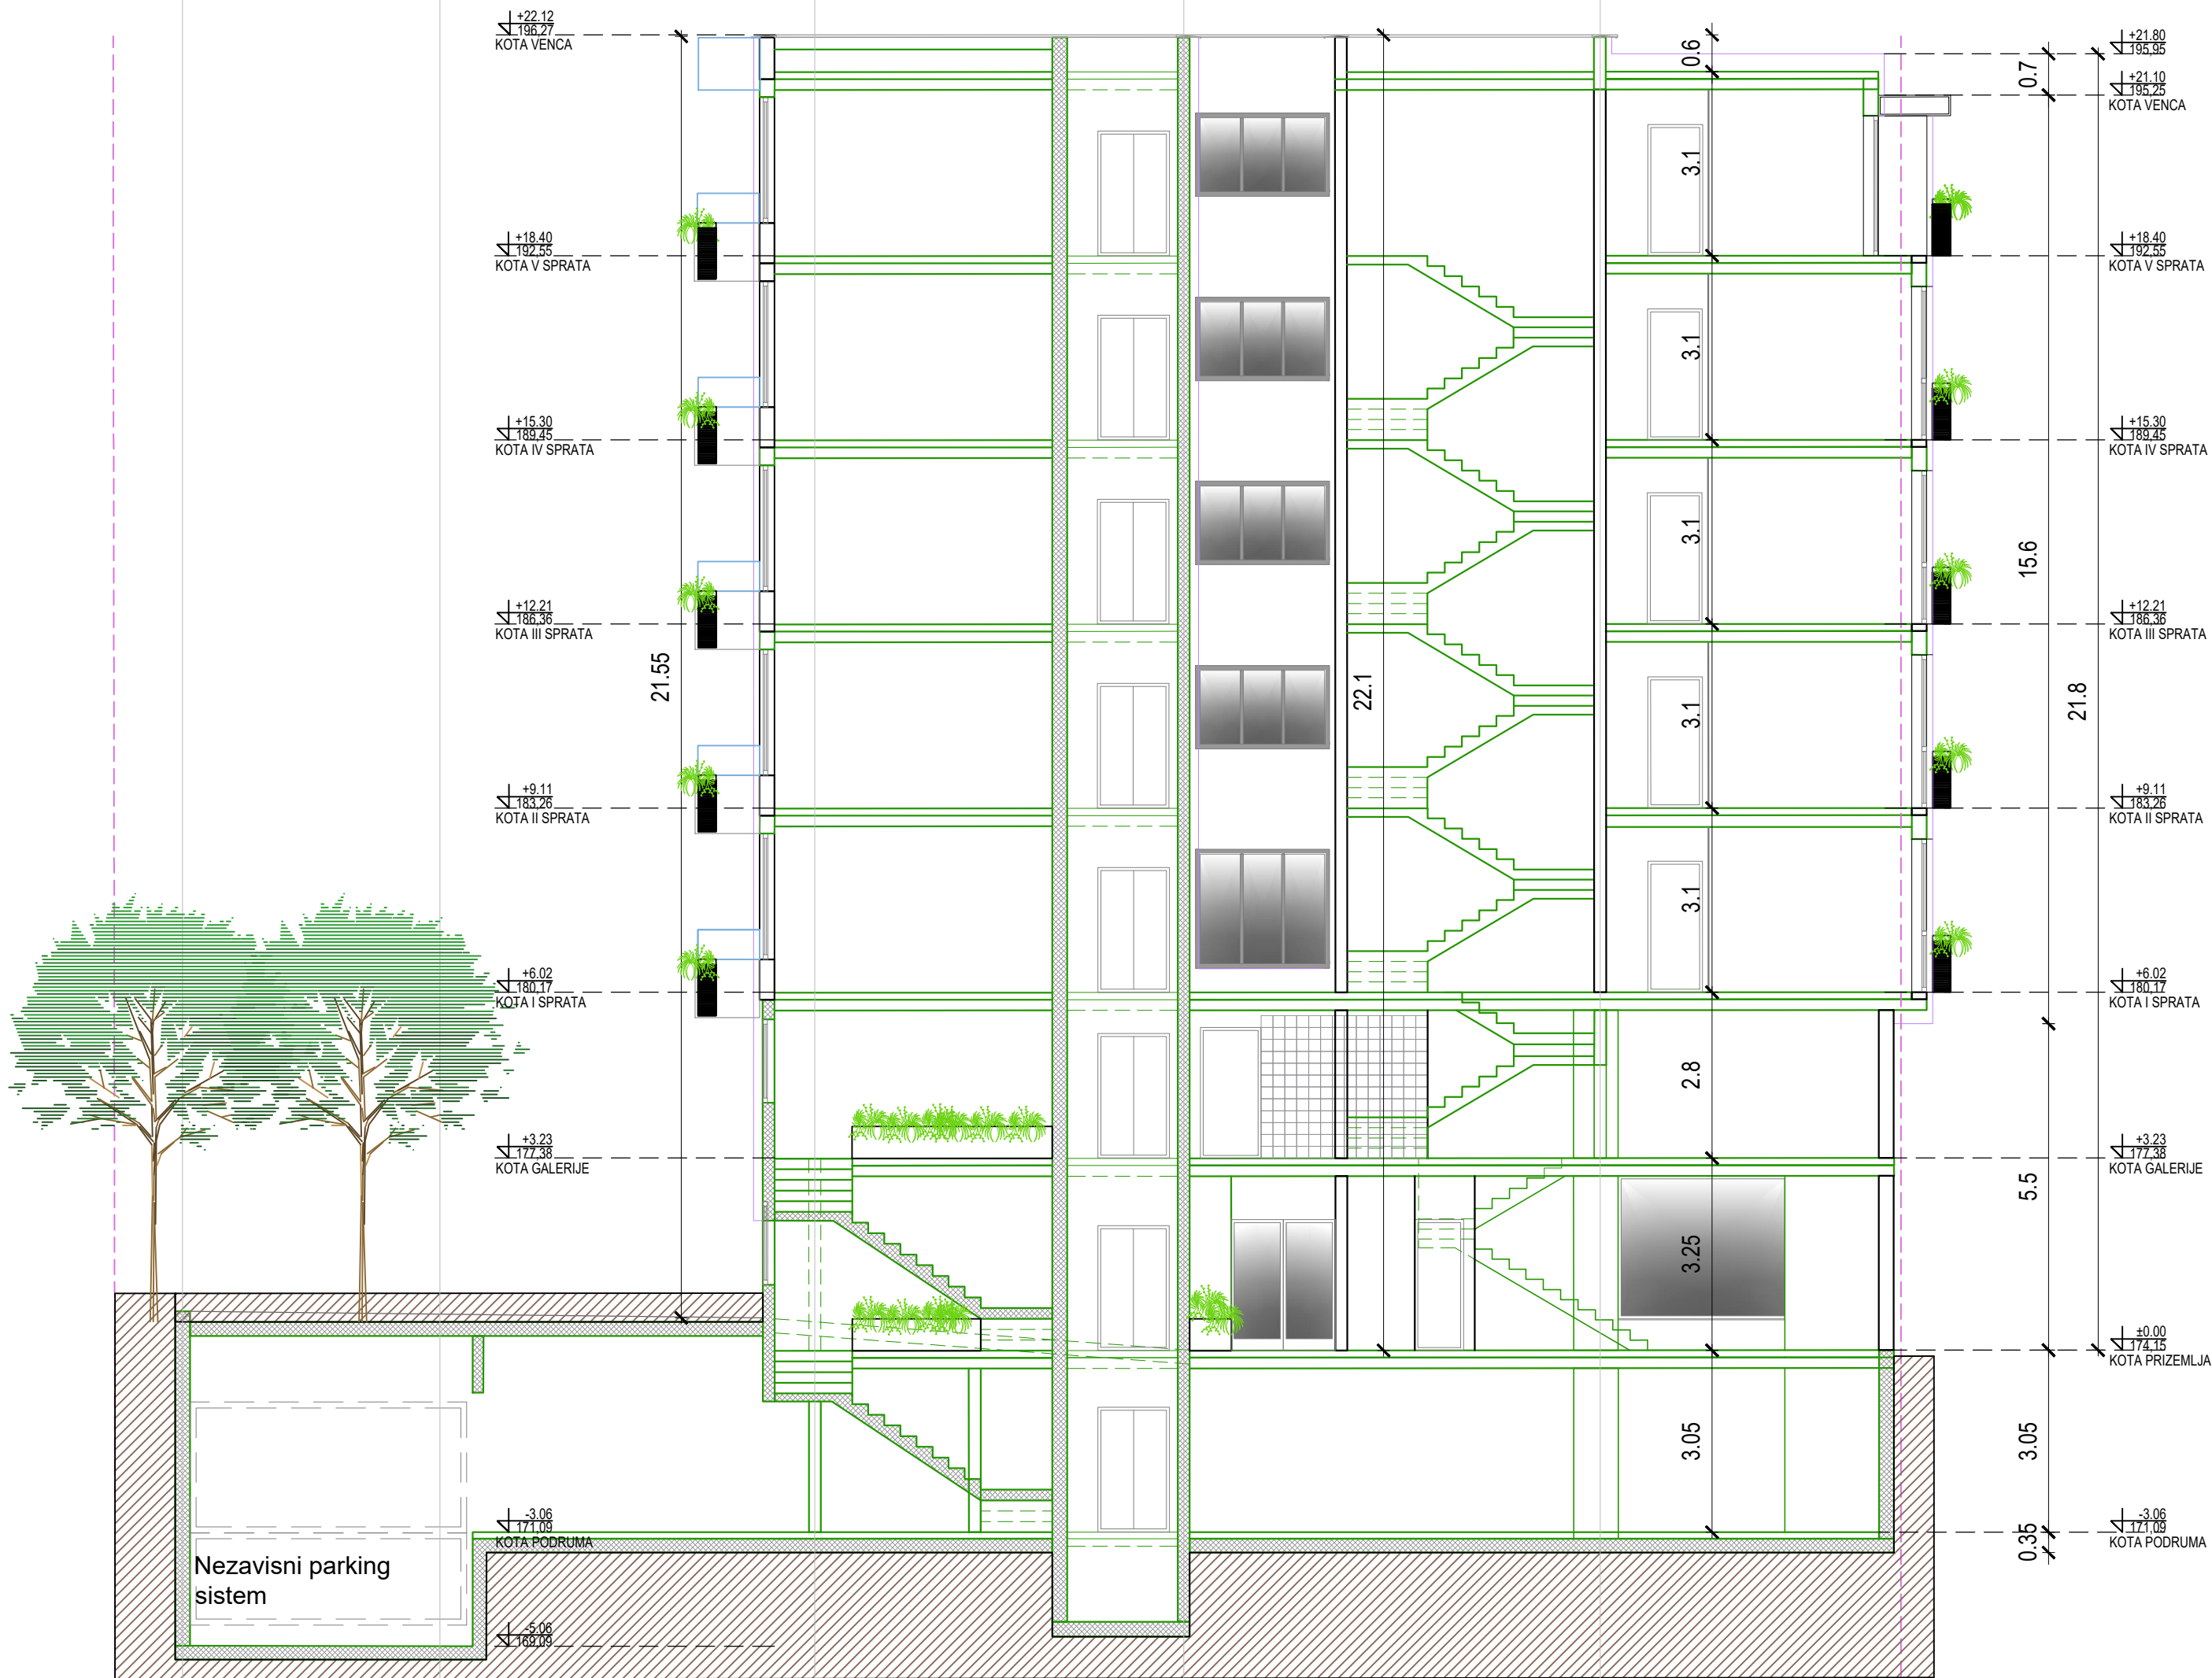 +22.12
196,27
KOTA VENCA
+18.40
192,55
KOTA V SPRATA
+15.30
189,45
KOTA IV SPRATA
+12.21
186,36
KOTA III SPRATA
+9.11
183,26
KOTA II SPRATA
+6.02
180,17
KOTA I SPRATA
+3.23
177,38
KOTA GALERIJE
-3.06
171,09
KOTA PODRUMA
-5.06
169,09
Nezavisni parking
sistem
21.55
22.1
0.6
3.1
3.1
3.1
3.1
3.1
2.8
3.25
3.05
0.7
15.6
5.5
3.05
0.35
21.8
+21.80
195,95
+21.10
195,25
KOTA VENCA
+18.40
192,55
KOTA V SPRATA
+15.30
189,45
KOTA IV SPRATA
+12.21
186,36
KOTA III SPRATA
+9.11
183,26
KOTA II SPRATA
+6.02
180,17
KOTA I SPRATA
+3.23
177,38
KOTA GALERIJE
±0.00
174,15
KOTA PRIZEMLJA
-3.06
171,09
KOTA PODRUMA